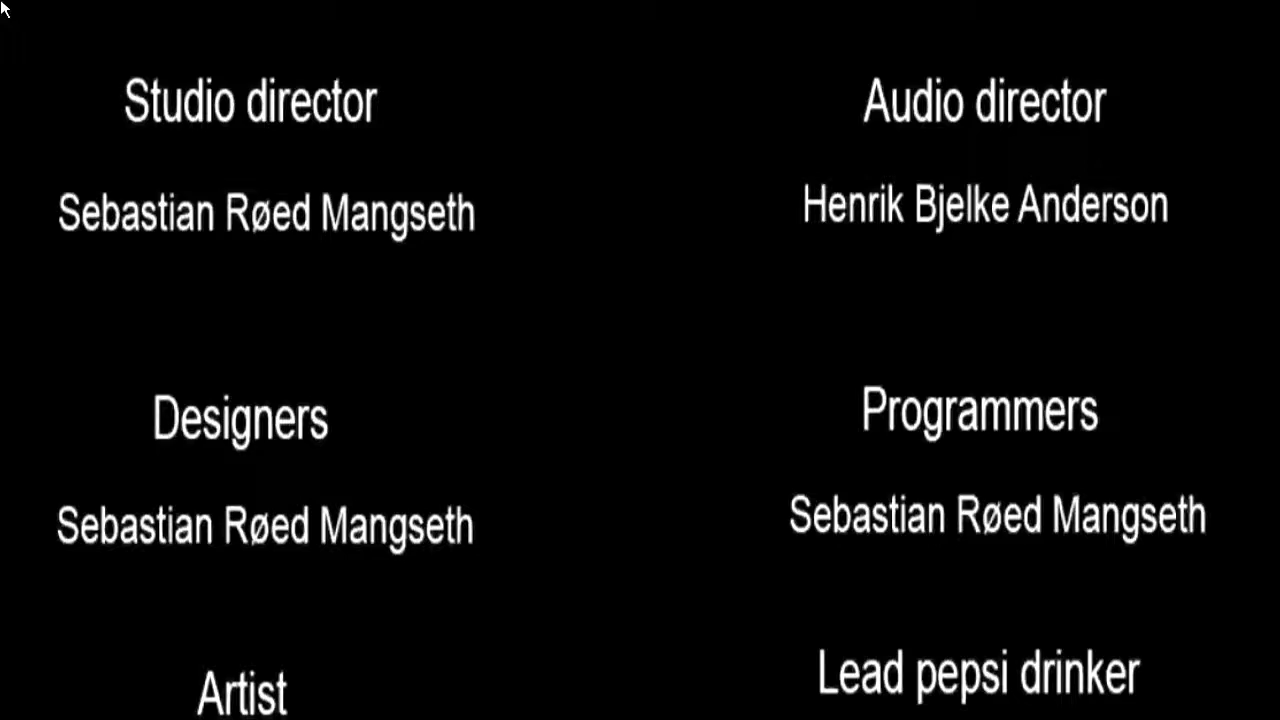 Studio director
Audio director
Sebastian Røed Mangseth
Henrik Bjelke Anderson
Designers
Programmers
Sebastian Røed Mangseth
Sebastian Røed Mangseth
Artist
Lead pepsi drinker